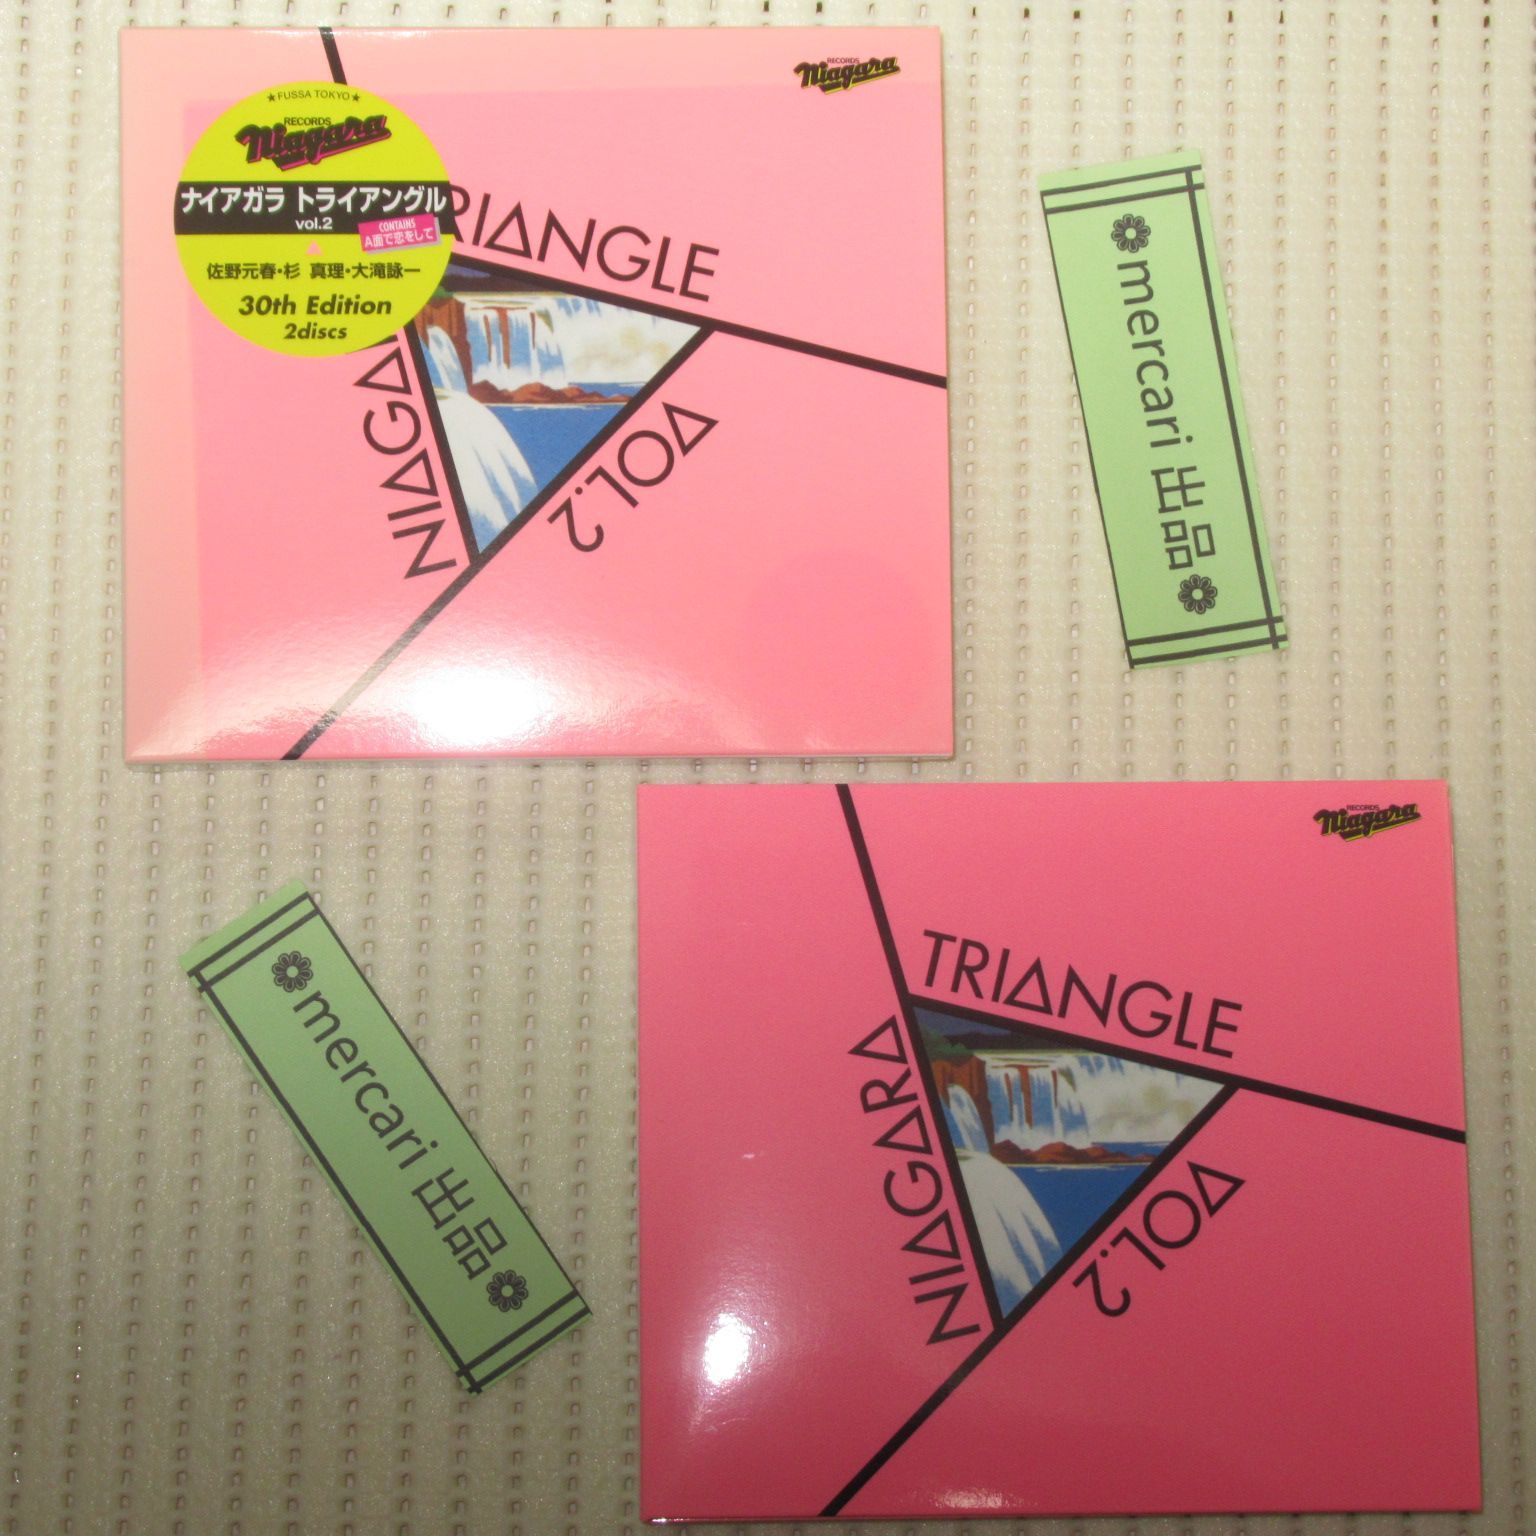 ★FUSSA TOKYO★
RECORDS
Niagara
ナイアガラ トライアングル
vol.2
CONTAINS
A面で恋をして
佐野元春・杉 真理・大滝詠一
30th Edition
2discs
RECORDS
Niagara
RIANGLE
NIAGA
VOL.2
mercari 出品
RECORDS
Niagara
TRIANGLE
NIAGARA
VOL.2
mercari 出品